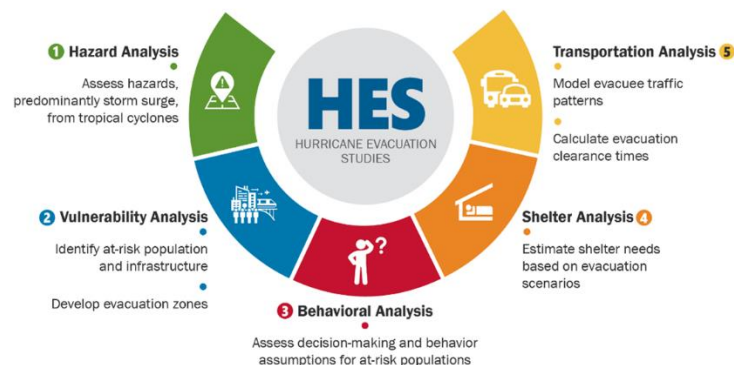 HES
HURRICANE EVACUATION
STUDIES
1 Hazard Analysis
Assess hazards,
predominantly storm surge,
from tropical cyclones
2 Vulnerability Analysis
Identify at-risk population
and infrastructure
Develop evacuation zones
?
3 Behavioral Analysis
Assess decision-making and behavior
assumptions for at-risk populations
Shelter Analysis 4
Estimate shelter needs
based on evacuation
scenarios
Transportation Analysis 5
Model evacuee traffic
patterns
Calculate evacuation
clearance times